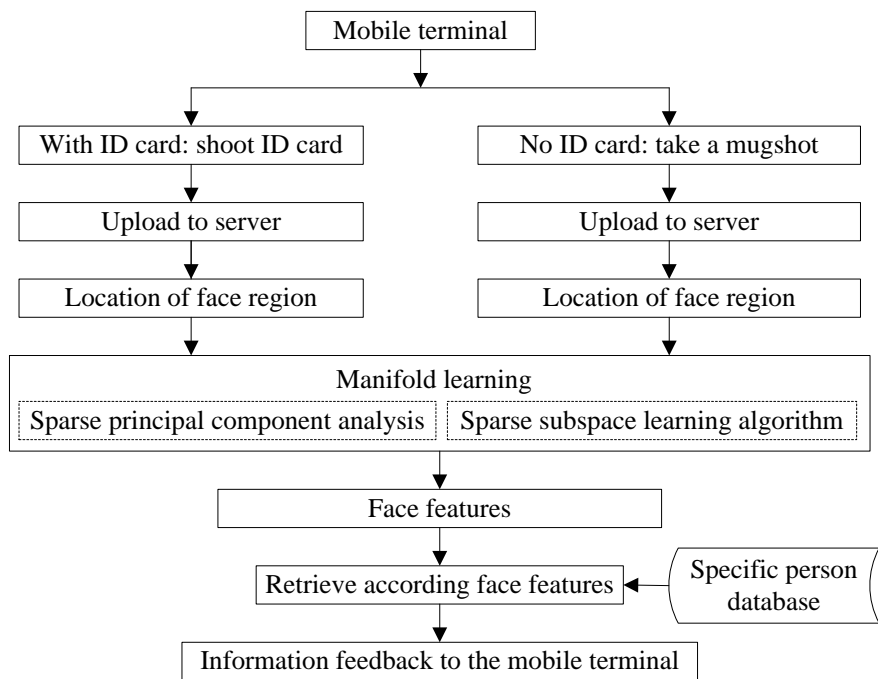 Mobile terminal
With ID card: shoot ID card
No ID card: take a mugshot
Upload to server
Upload to server
Location of face region
Location of face region
Manifold learning
Sparse principal component analysis
Sparse subspace learning algorithm
Face features
Retrieve according face features
Specific person
database
Information feedback to the mobile terminal